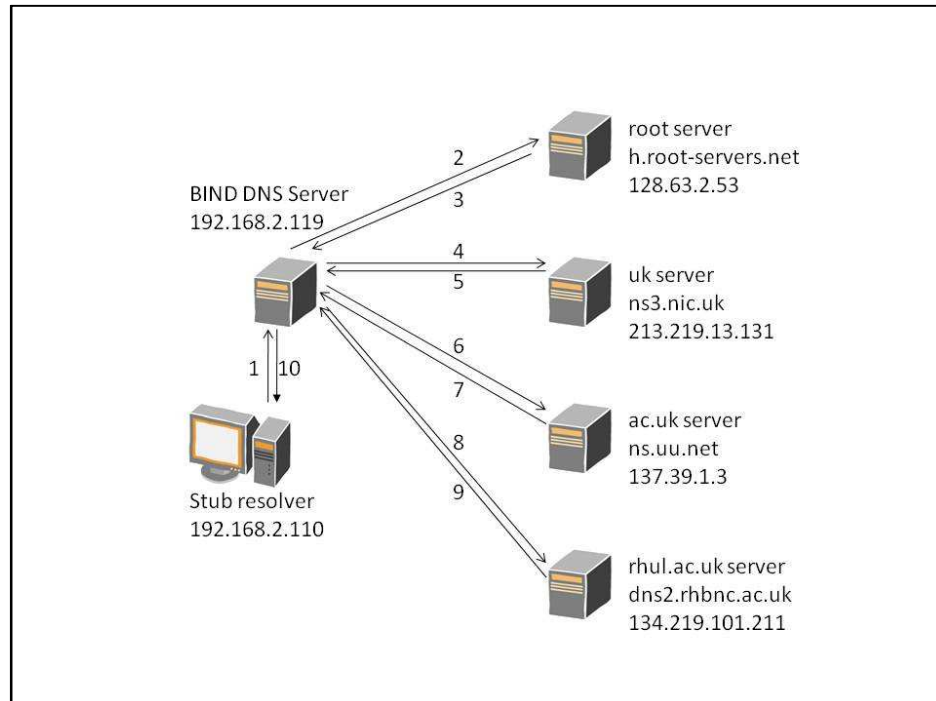 root server
h.root-servers.net
128.63.2.53
2
3
BIND DNS Server
192.168.2.119
4
5
uk server
ns3.nic.uk
213.219.13.131
6
7
1
10
ac.uk server
ns.uu.net
137.39.1.3
8
9
Stub resolver
192.168.2.110
rhul.ac.uk server
dns2.rhbnc.ac.uk
134.219.101.211